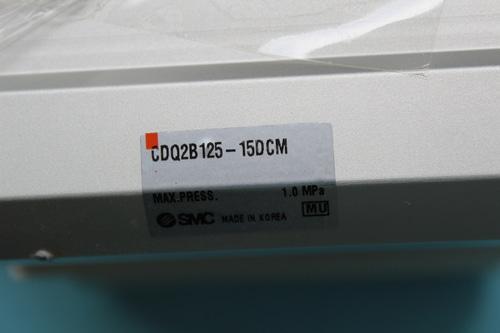 CDQ2B125-15DCM
MAX.PRESS. 1.0 MPa
SMC MADE IN KOREA MU